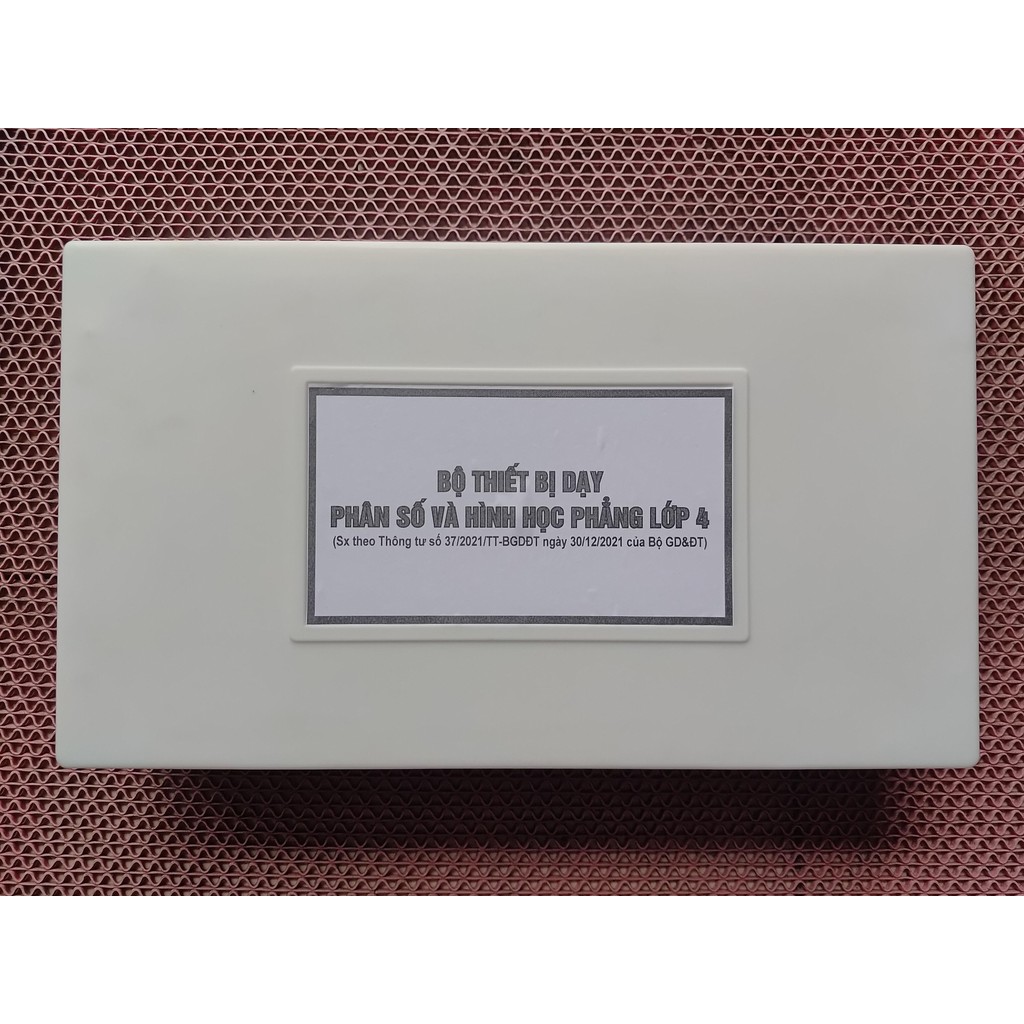 BỘ THIẾT BỊ DẠY
PHÂN SỐ VÀ HÌNH HỌC PHẲNG LỚP 4
(Sx theo Thông tư số 37/2021/TT-BGDĐT ngày 30/12/2021 của Bộ GD&ĐT)